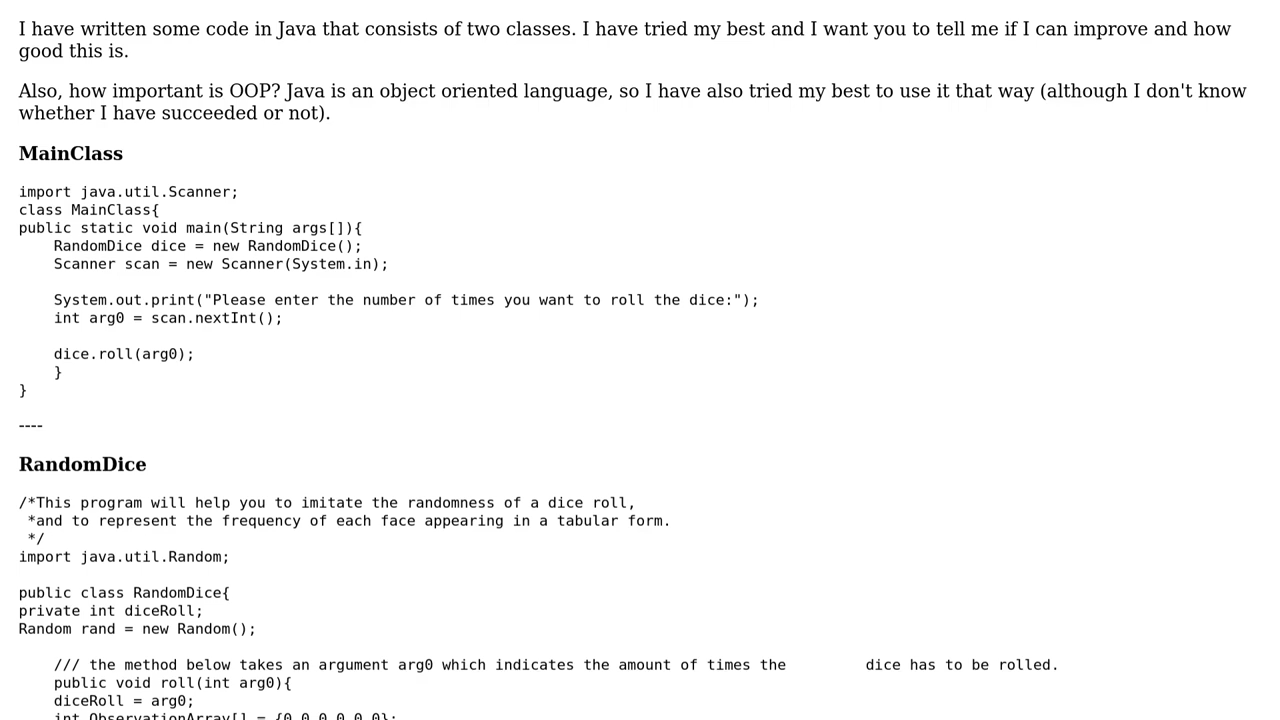 I have written some code in Java that consists of two classes. I have tried my best and I want you to tell me if I can improve and how
good this is.
Also, how important is OOP? Java is an object oriented language, so I have also tried my best to use it that way (although I don't know
whether I have succeeded or not).
MainClass
import java.util.Scanner;
class MainClass{
public static void main(String args[]){
    RandomDice dice = new RandomDice();
    Scanner scan = new Scanner(System.in);
    System.out.print("Please enter the number of times you want to roll the dice:");
    int arg0 = scan.nextInt();
    dice.roll(arg0);
    }
}
----
RandomDice
/*This program will help you to imitate the randomness of a dice roll,
 *and to represent the frequency of each face appearing in a tabular form.
 */
import java.util.Random;
public class RandomDice{
private int diceRoll;
Random rand = new Random();
    /// the method below takes an argument arg0 which indicates the amount of times the         dice has to be rolled.
    public void roll(int arg0){
    diceRoll = arg0;
    int ObservationArray[] = {0,0,0,0,0,0};